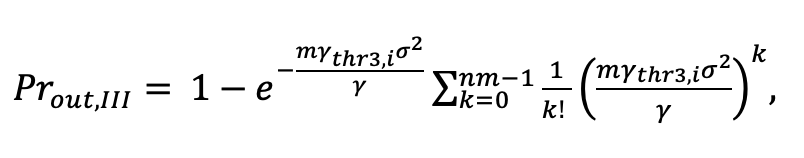 Pr_{out,III} = 1 − e^{−\frac{mγ_{thr3,i}σ^2}{γ}} ∑_{k=0}^{nm−1} \frac{1}{k!} \left(\frac{mγ_{thr3,i}σ^2}{γ}\right)^k,